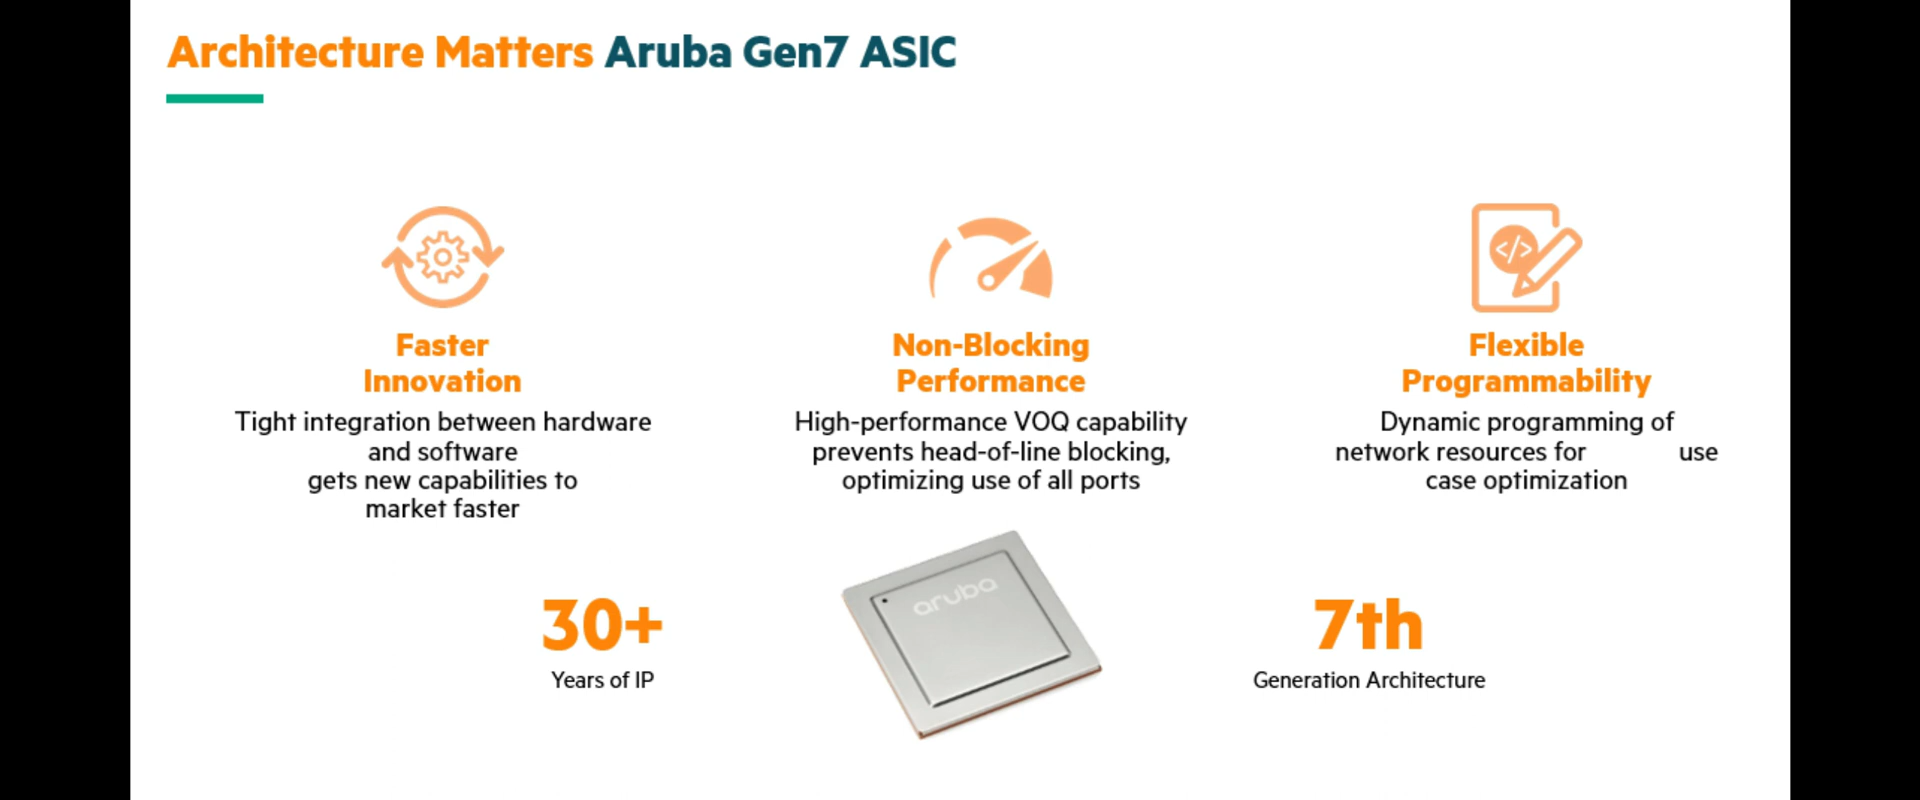 Architecture Matters Aruba Gen7 ASIC
</>
Faster
Innovation
Tight integration between hardware
and software
gets new capabilities to
market faster
Non-Blocking
Performance
High-performance VOQ capability
prevents head-of-line blocking,
optimizing use of all ports
Flexible
Programmability
Dynamic programming of
network resources for use
case optimization
30+
Years of IP
aruba
7th
Generation Architecture